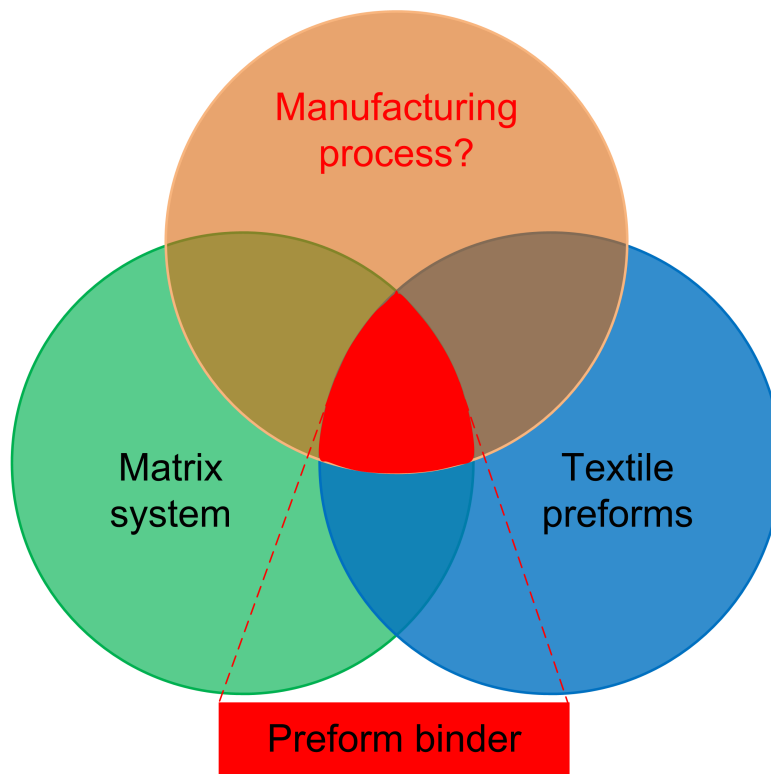 Manufacturing
process?
Matrix
system
Textile
preforms
Preform binder